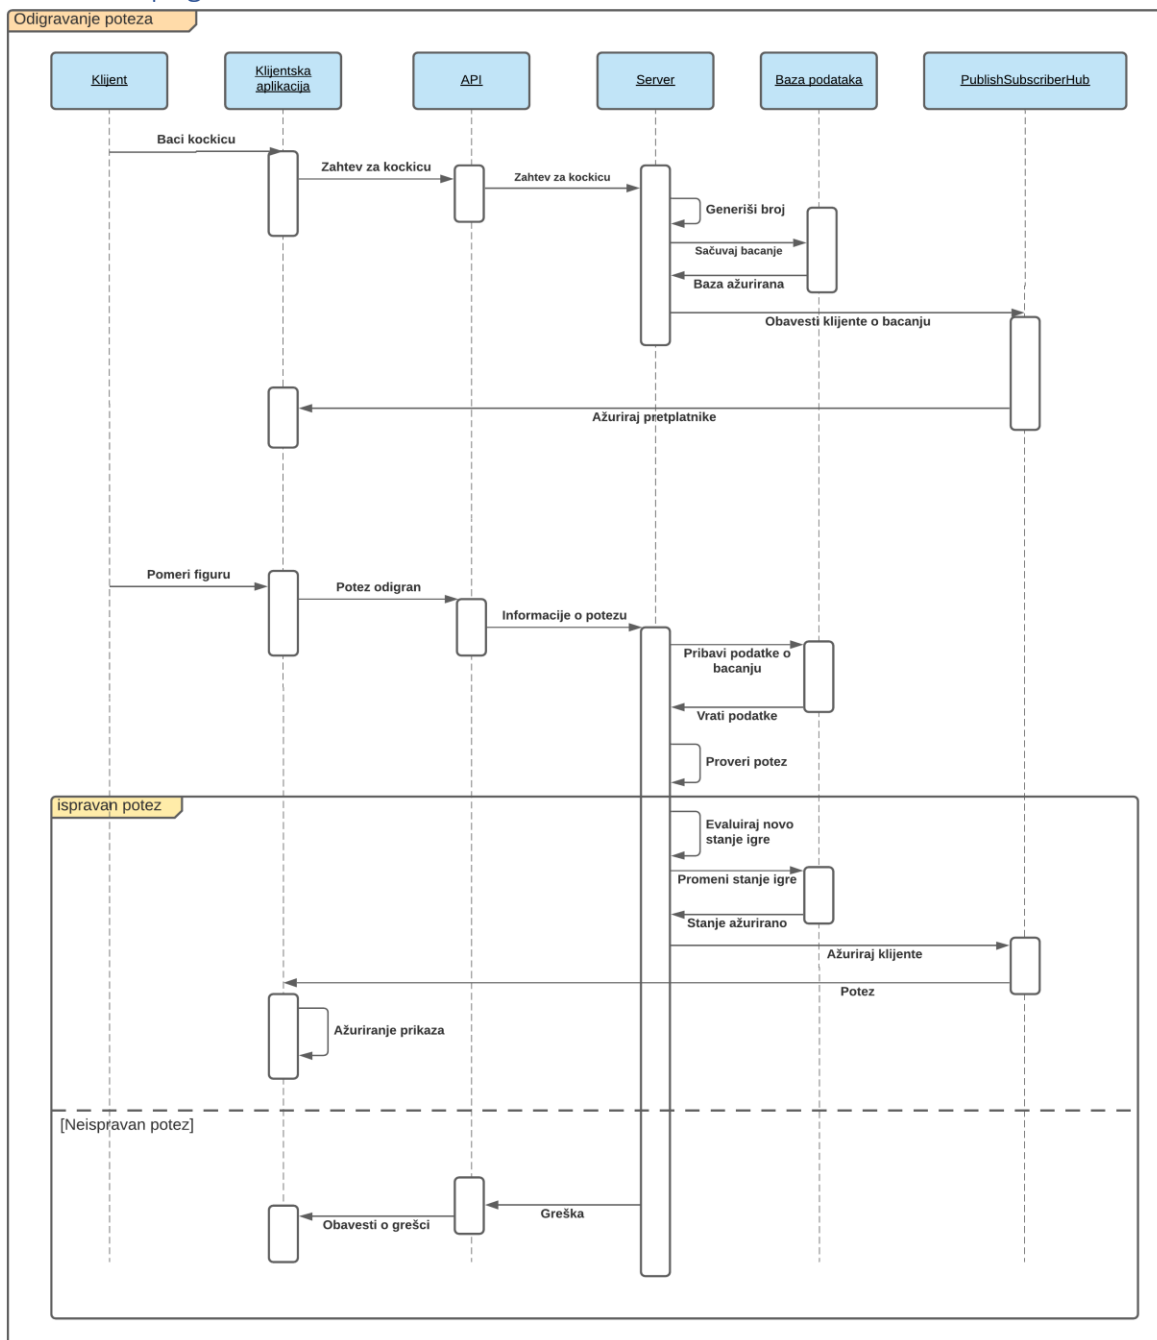 Odigravanje poteza
Klijent
Klijentska
aplikacija
API
Server
Baza podataka
PublishSubscriberHub
Baci kockicu
Zahtev za kockicu
Zahtev za kockicu
Generiši broj
Sačuvaj bacanje
Baza ažurirana
Obavesti klijente o bacanju
Ažuriraj pretplatnike
Pomeri figuru
Potez odigran
Informacije o potezu
Pribavi podatke o
bacanju
Vrati podatke
Proveri potez
ispravan potez
Evaluiraj novo
stanje igre
Promeni stanje igre
Stanje ažurirano
Ažuriraj klijente
Potez
Ažuriranje prikaza
[Neispravan potez]
Greška
Obavesti o grešci